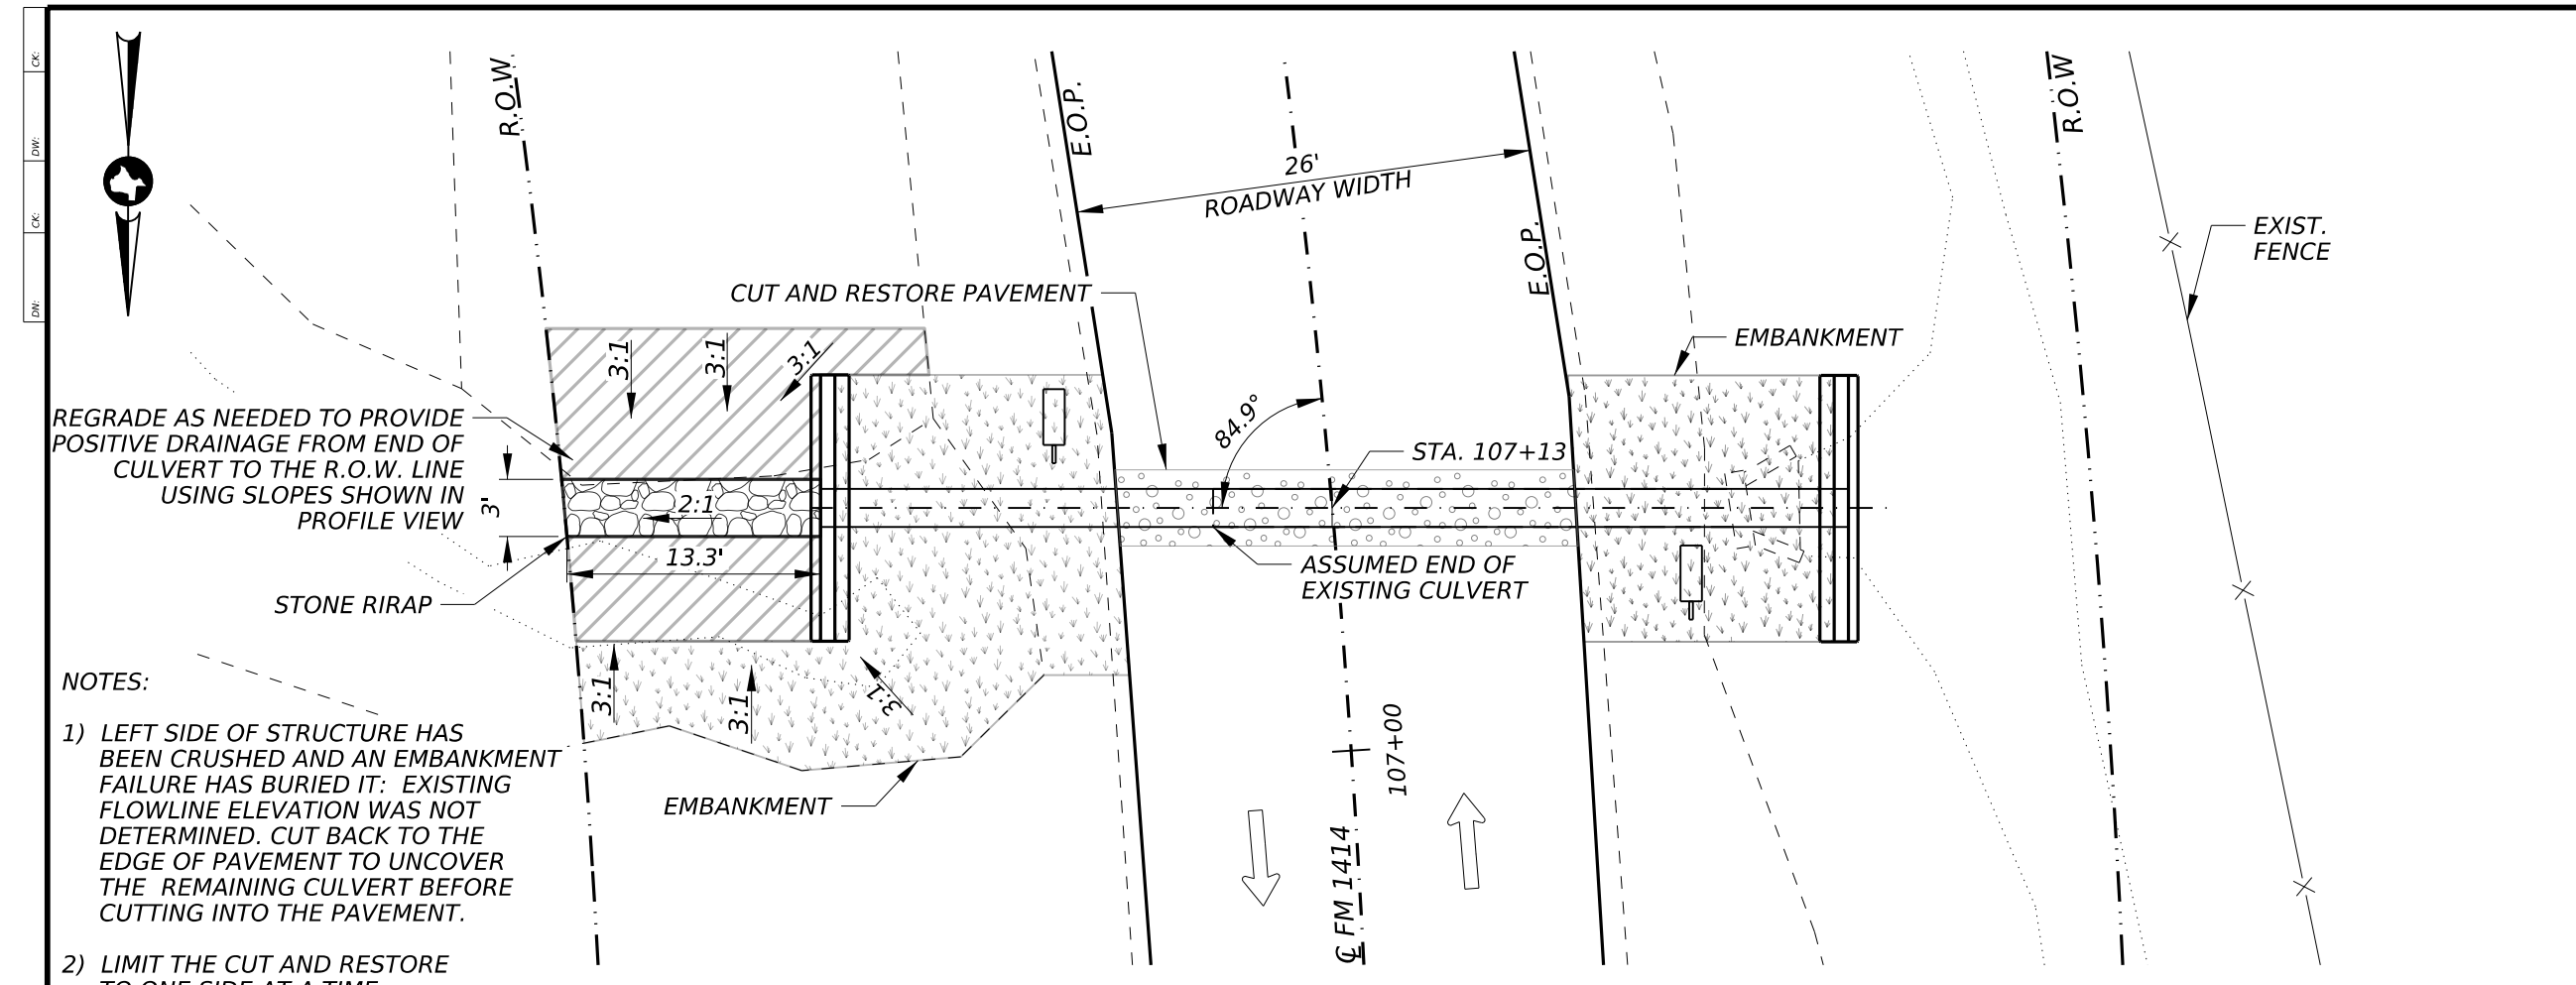 CK:
DW:
CK:
DN:
R.O.W.
E.O.P.
26'
ROADWAY WIDTH
E.O.P.
R.O.W
EXIST.
FENCE
CUT AND RESTORE PAVEMENT
EMBANKMENT
3:1
3:1
3:1
REGRADE AS NEEDED TO PROVIDE
POSITIVE DRAINAGE FROM END OF
CULVERT TO THE R.O.W. LINE
USING SLOPES SHOWN IN
PROFILE VIEW
84.9°
STA. 107+13
3'
2:1
13.3'
ASSUMED END OF
EXISTING CULVERT
STONE RIRAP
3:1
3:1
3:1
107+00
EMBANKMENT
℄ FM 1414
NOTES:
1) LEFT SIDE OF STRUCTURE HAS
BEEN CRUSHED AND AN EMBANKMENT
FAILURE HAS BURIED IT: EXISTING
FLOWLINE ELEVATION WAS NOT
DETERMINED. CUT BACK TO THE
EDGE OF PAVEMENT TO UNCOVER
THE REMAINING CULVERT BEFORE
CUTTING INTO THE PAVEMENT.
2) LIMIT THE CUT AND RESTORE
TO ONE SIDE AT A TIME